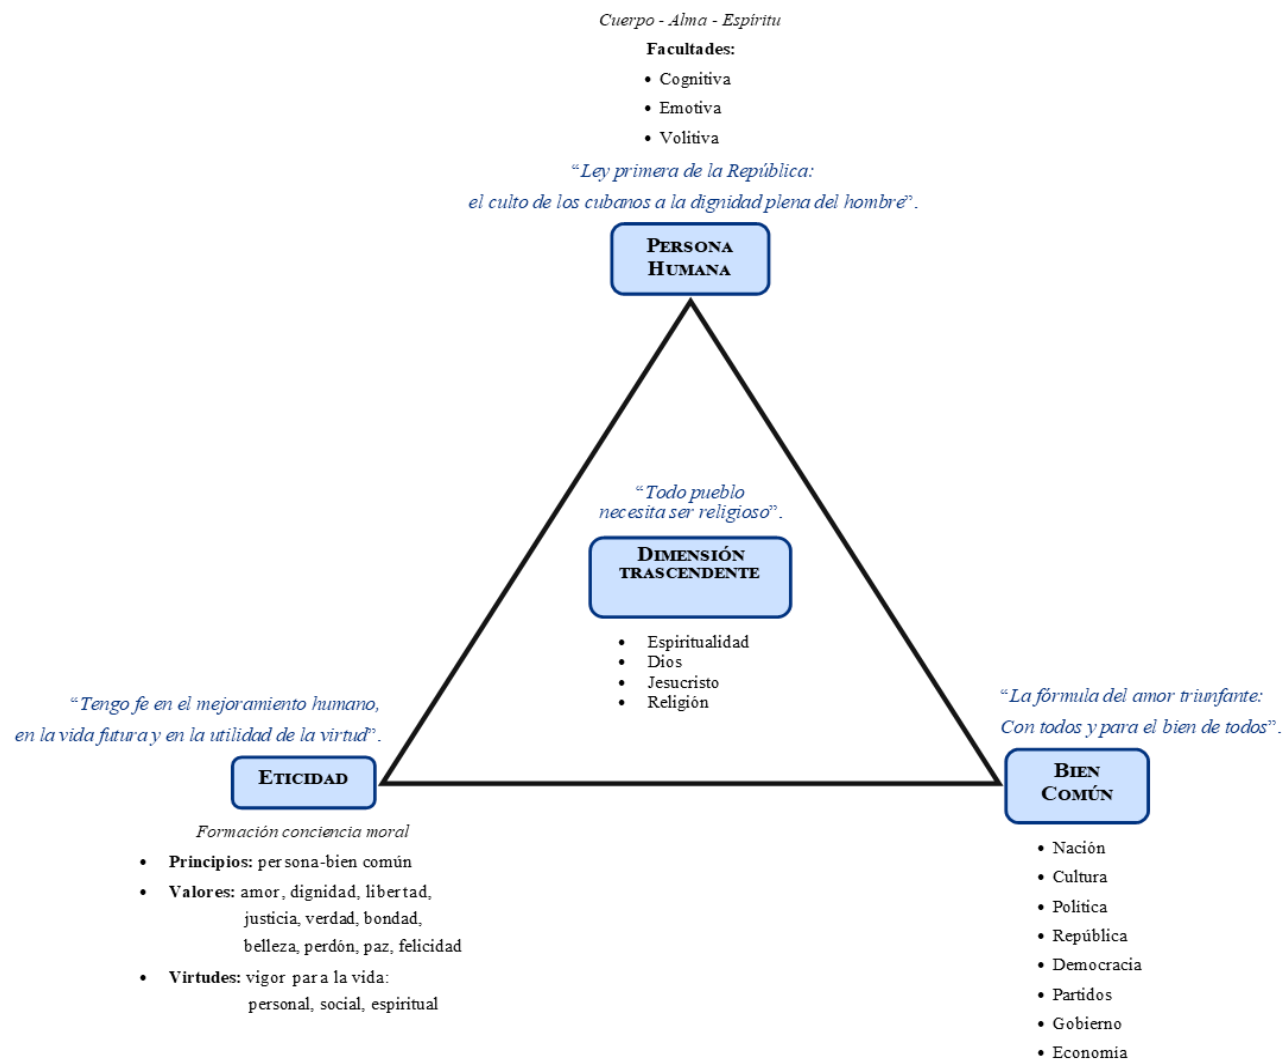 Cuerpo - Alma - Espíritu
Facultades:
• Cognitiva
• Emotiva
• Volitiva
“Ley primera de la República:
el culto de los cubanos a la dignidad plena del hombre”.
PERSONA
HUMANA
“Todo pueblo
necesita ser religioso”.
DIMENSIÓN
TRASCENDENTE
• Espiritualidad
• Dios
• Jesucristo
• Religión
“Tengo fe en el mejoramiento humano,
en la vida futura y en la utilidad de la virtud”.
ETICIDAD
Formación conciencia moral
• Principios: persona-bien común
• Valores: amor, dignidad, libertad,
justicia, verdad, bondad,
belleza, perdón, paz, felicidad
• Virtudes: vigor para la vida:
personal, social, espiritual
“La fórmula del amor triunfante:
Con todos y para el bien de todos”.
BIEN
COMÚN
• Nación
• Cultura
• Política
• República
• Democracia
• Partidos
• Gobierno
• Economía